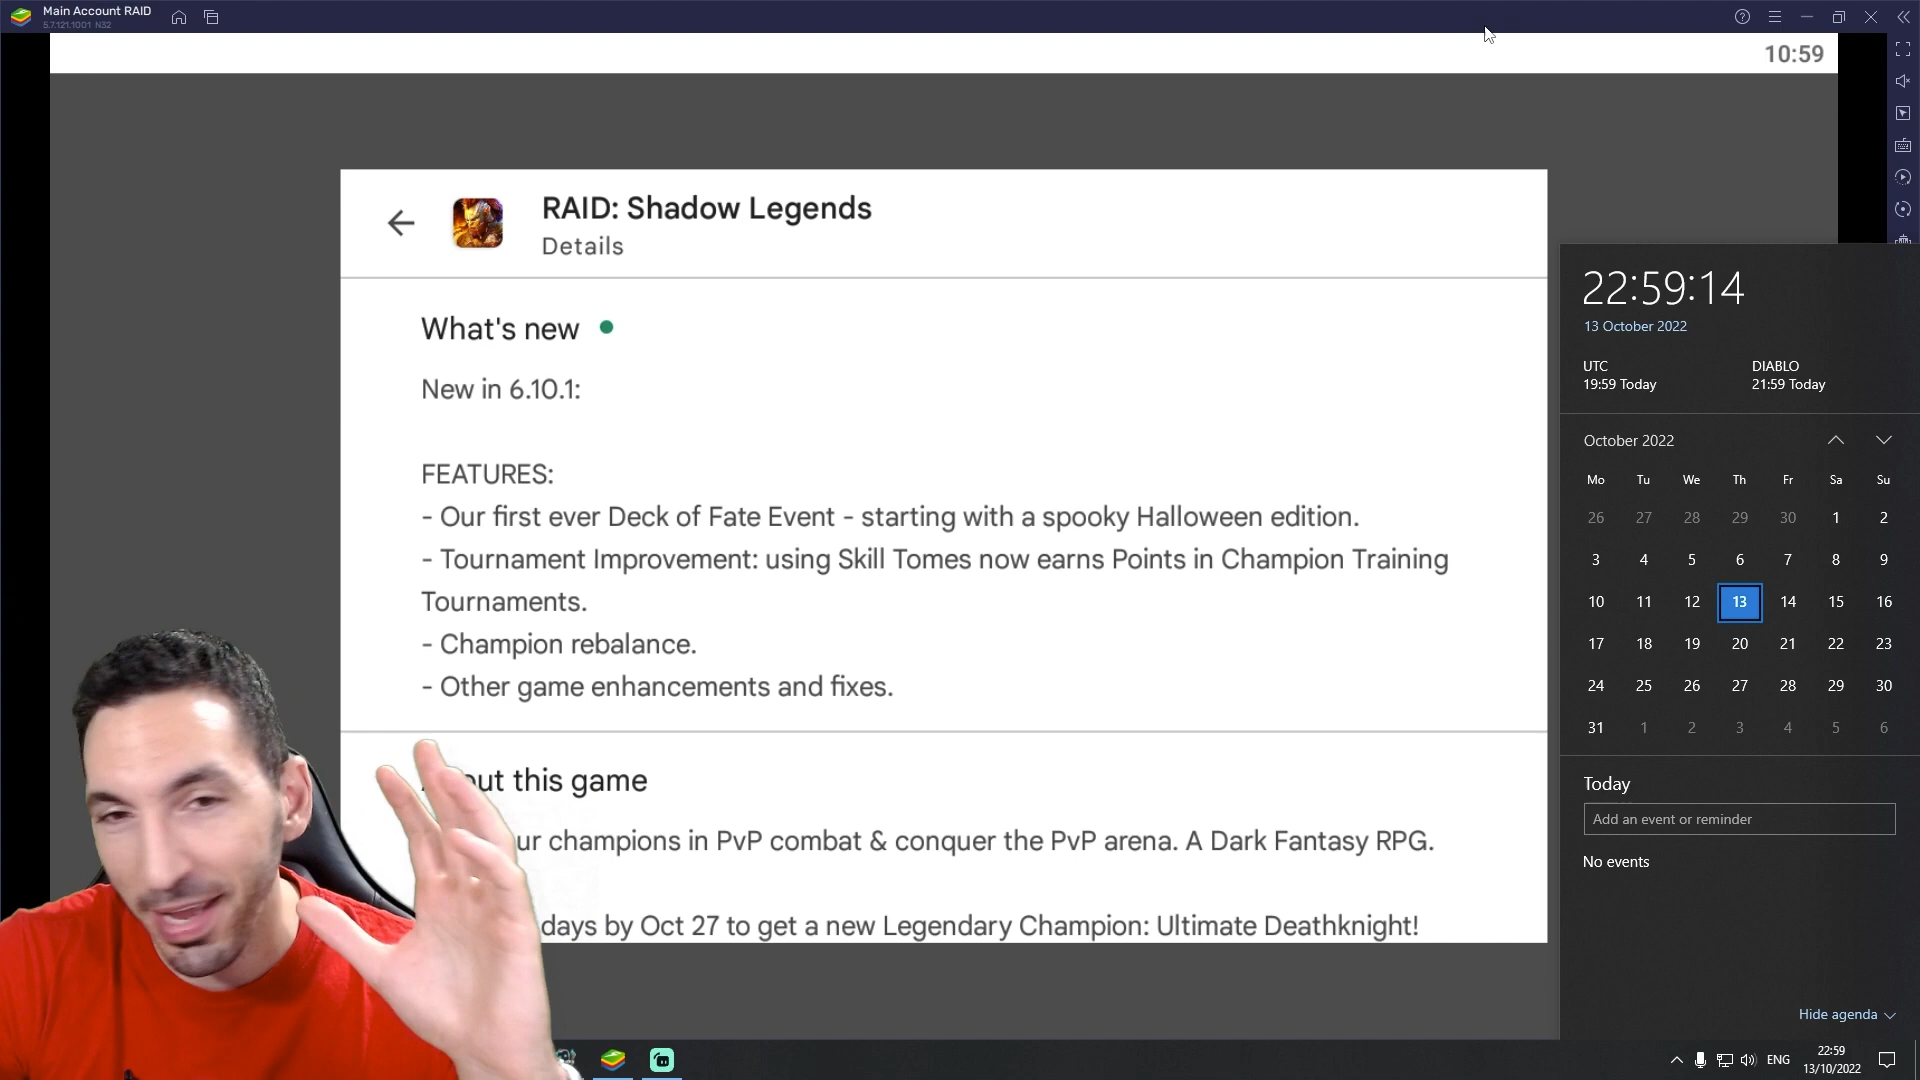 Main Account RAID
5.7.121.1001 N32
10:59
RAID: Shadow Legends
Details
What's new
New in 6.10.1:
FEATURES:
- Our first ever Deck of Fate Event - starting with a spooky Halloween edition.
- Tournament Improvement: using Skill Tomes now earns Points in Champion Training
Tournaments.
- Champion rebalance.
- Other game enhancements and fixes.
out this game
ur champions in PvP combat & conquer the PvP arena. A Dark Fantasy RPG.
days by Oct 27 to get a new Legendary Champion: Ultimate Deathknight!
22:59:14
13 October 2022
UTC DIABLO
19:59 Today 21:59 Today
October 2022
Mo Tu We Th Fr Sa Su
26 27 28 29 30 1 2
3 4 5 6 7 8 9
10 11 12 13 14 15 16
17 18 19 20 21 22 23
24 25 26 27 28 29 30
31 1 2 3 4 5 6
Today
Add an event or reminder
No events
Hide agenda
ENG
22:59
13/10/2022